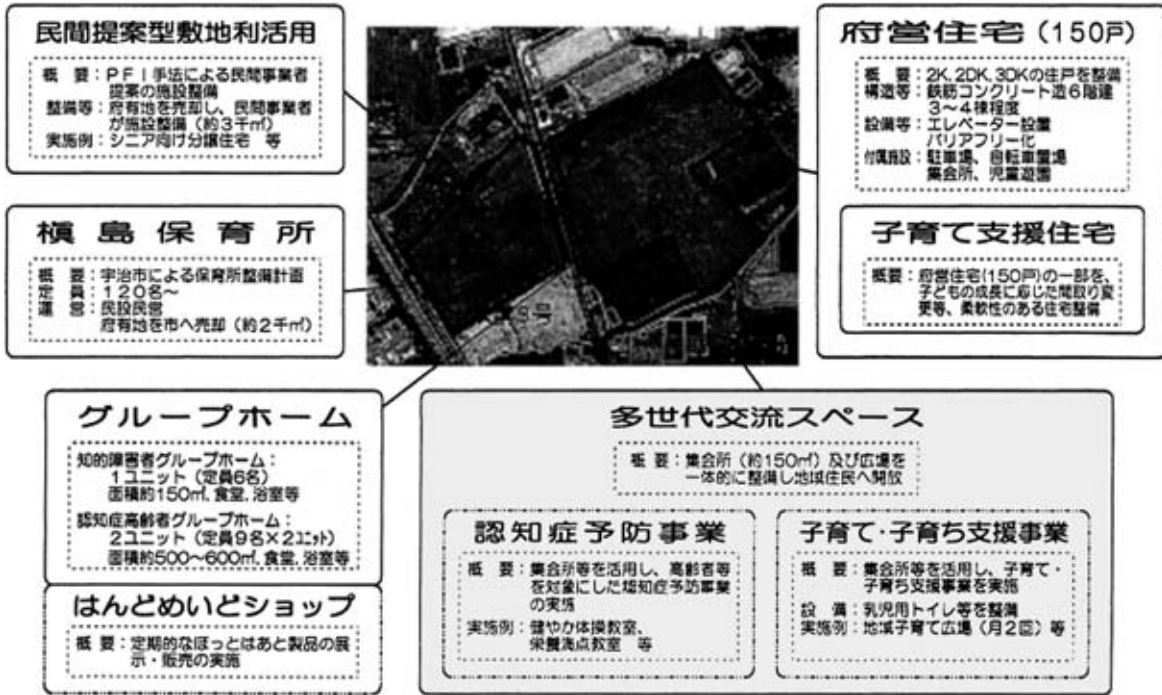 民間提案型敷地利活用
概 要：PFI手法による民間事業者
提案の施設整備
整備等：府有地を売却し、民間事業者
が施設整備（約3千㎡）
実施例：シニア向け分譲住宅 等
槇島保育所
概 要：宇治市による保育所整備計画
定 員：120名～
運 営：民設民営
府有地を市へ売却（約2千㎡）
府営住宅（150戸）
概 要：2K、2DK、3DKの住戸を整備
構造等：鉄筋コンクリート造6階建
3～4棟程度
設備等：エレベーター設置
バリアフリー化
付属施設：駐車場、自転車置場
集会所、児童遊園
子育て支援住宅
概要：府営住宅(150戸)の一部を、
子どもの成長に応じた間取り変
更等、柔軟性のある住宅整備
グループホーム
知的障害者グループホーム：
1ユニット（定員6名）
面積約150㎡、食堂、浴室等
認知症高齢者グループホーム：
2ユニット（定員9名×2ユニット）
面積約500～600㎡、食堂、浴室等
はんどめいどショップ
概 要：定期的なほっとはあと製品の展
示・販売の実施
多世代交流スペース
概 要：集会所（約150㎡）及び広場を
一体的に整備し地域住民へ開放
認知症予防事業
概 要：集会所等を活用し、高齢者等
を対象にした認知症予防事業
の実施
実施例：健やか体操教室、
栄養満点教室 等
子育て・子育ち支援事業
概 要：集会所等を活用し、子育て・
子育ち支援事業を実施
設 備：乳児用トイレ等を整備
実施例：地域子育て広場（月2回）等